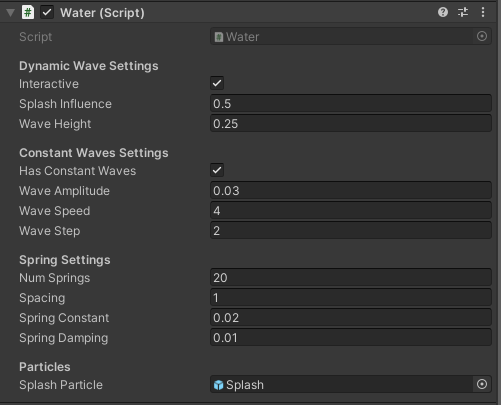 Water (Script)
Script Water
Dynamic Wave Settings
Interactive
Splash Influence 0.5
Wave Height 0.25
Constant Waves Settings
Has Constant Waves
Wave Amplitude 0.03
Wave Speed 4
Wave Step 2
Spring Settings
Num Springs 20
Spacing 1
Spring Constant 0.02
Spring Damping 0.01
Particles
Splash Particle Splash